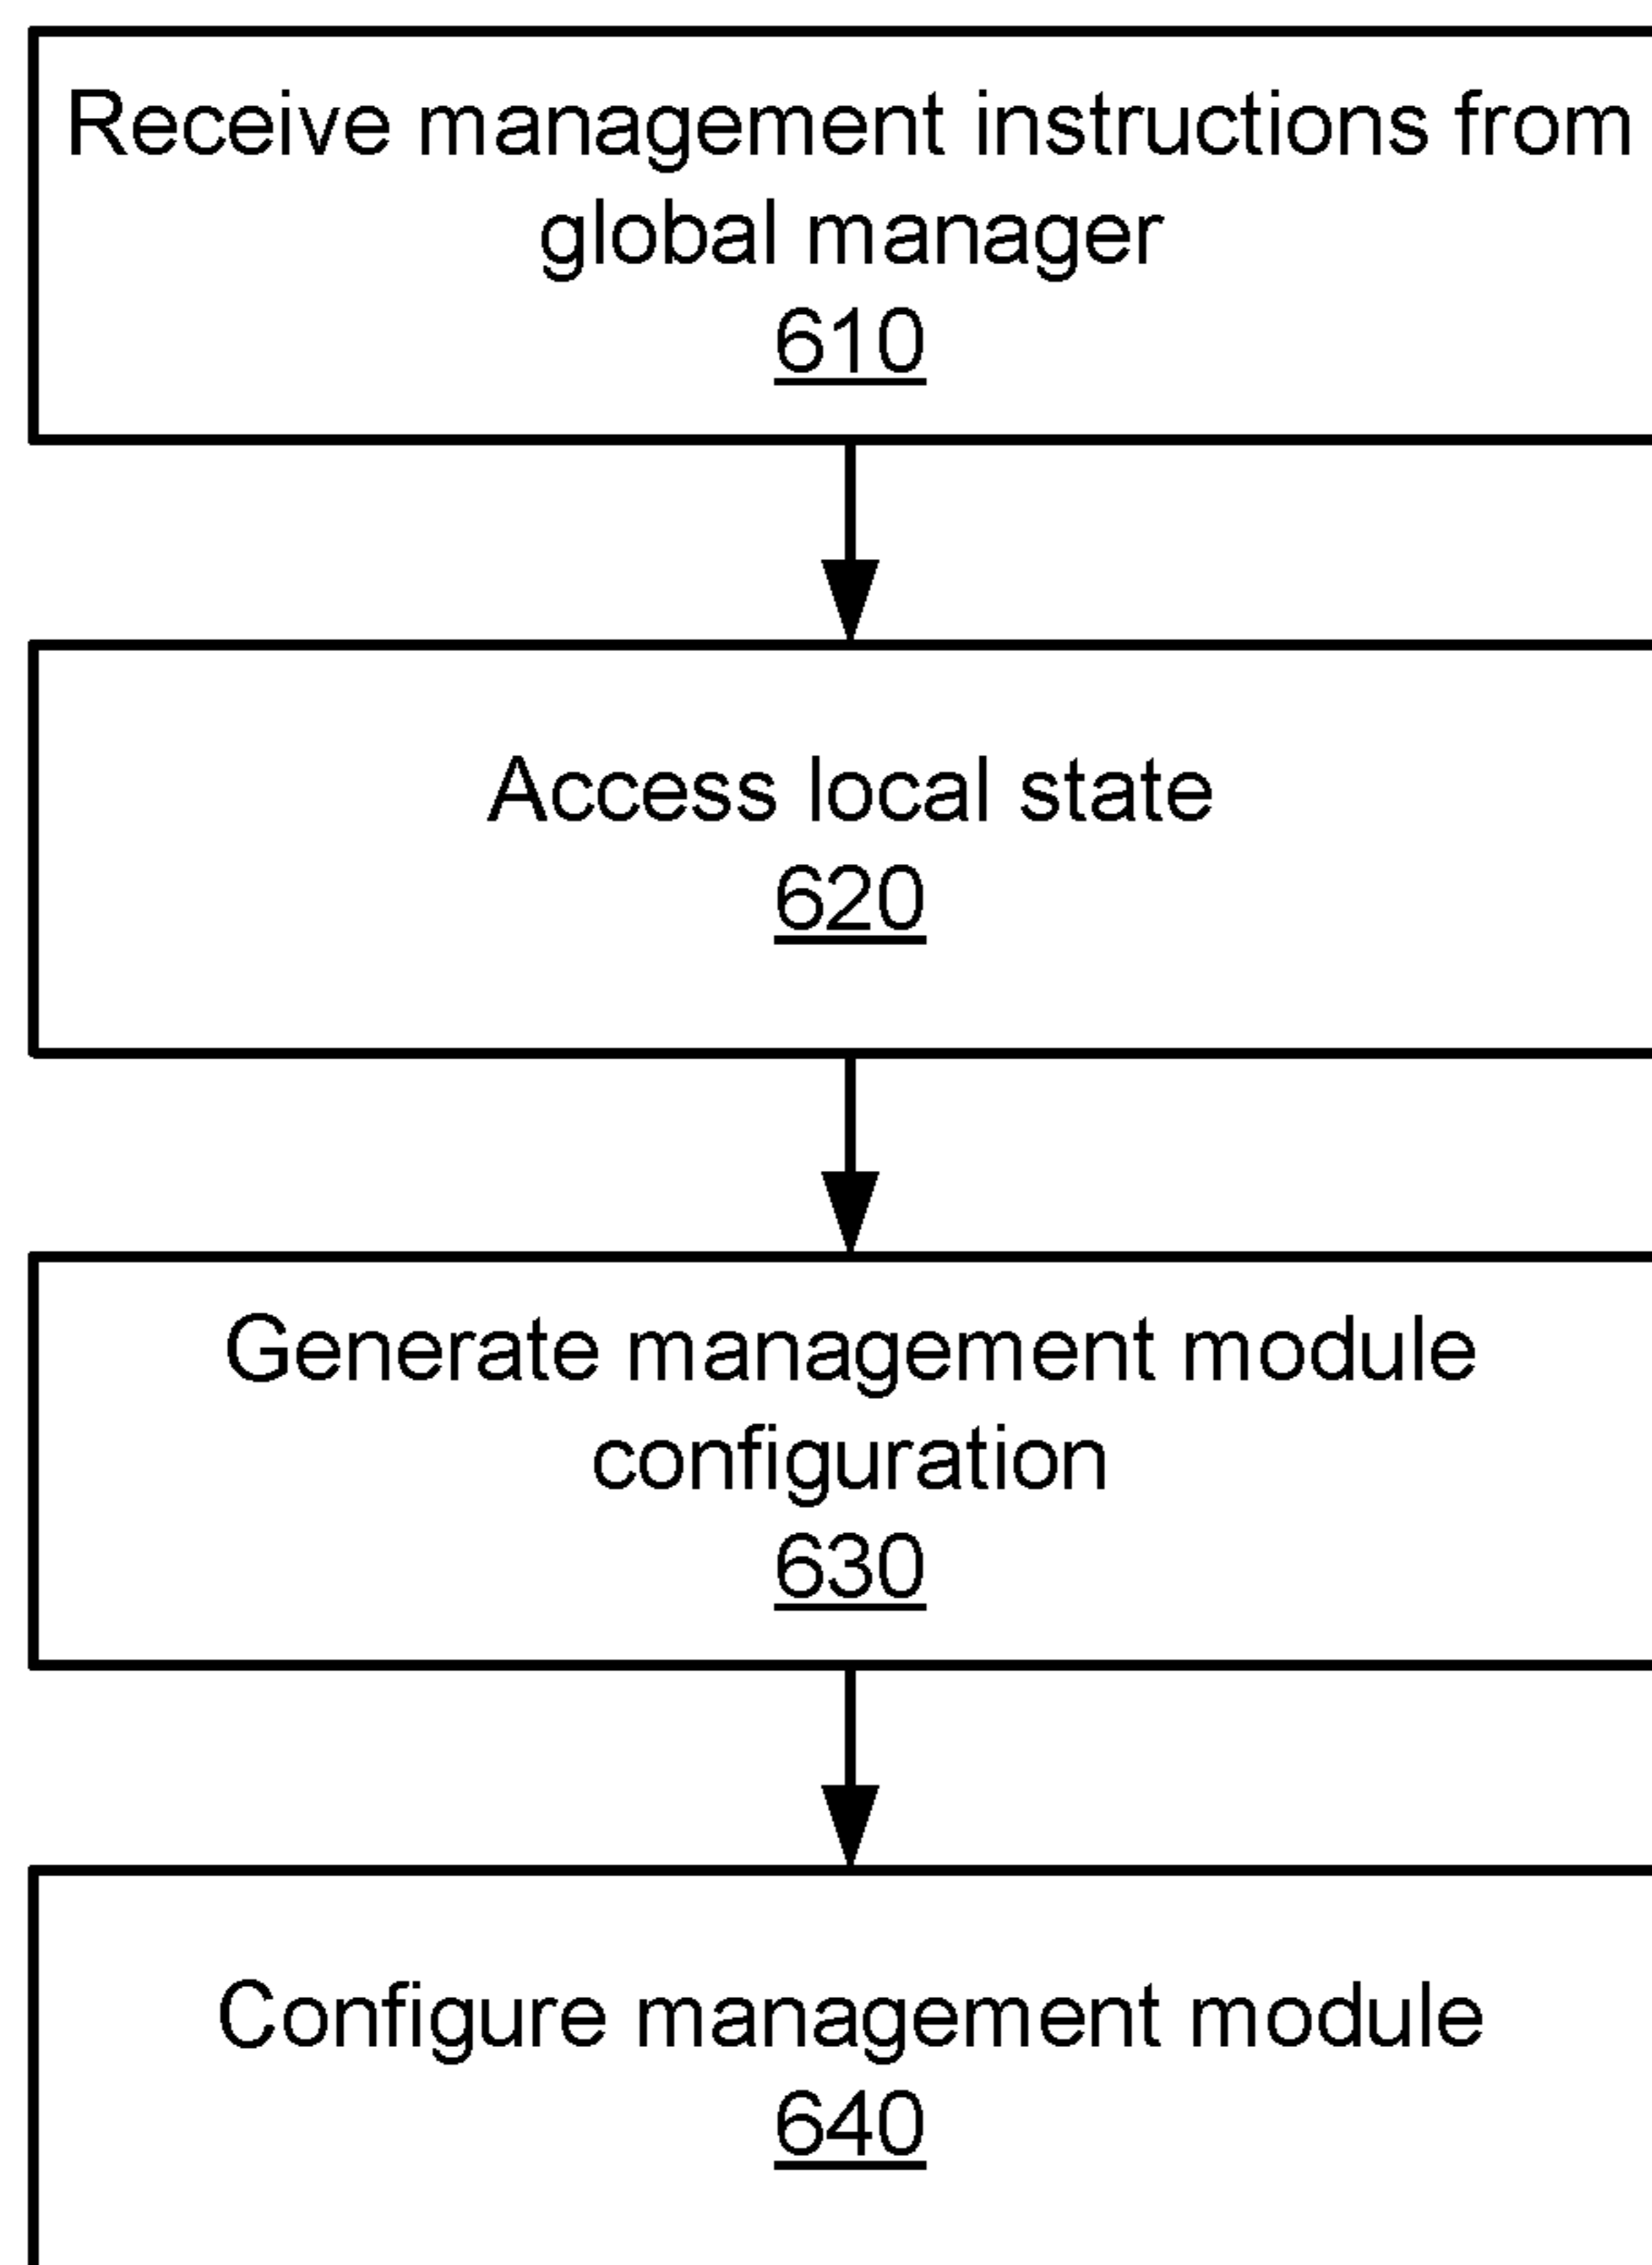 Receive management instructions from
global manager
610
Access local state
620
Generate management module
configuration
630
Configure management module
640